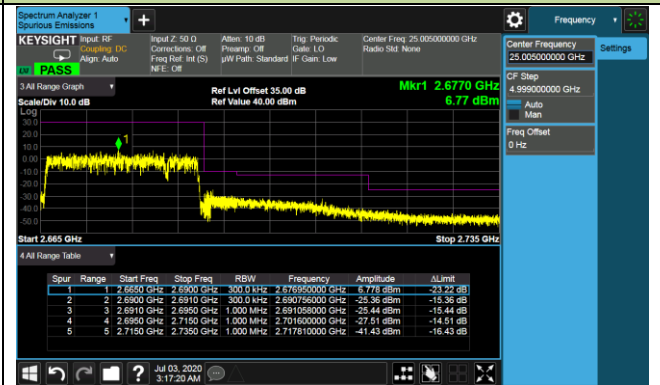 Spectrum Analyzer 1
Spurious Emissions
+
Frequency
KEYSIGHT
Input: RF
Coupling: DC
Align: Auto
Input Z: 50 Ω
Corrections: Off
Freq Ref: Int (S)
NFE: Off
Atten: 10 dB
Preamp: Off
µW Path: Standard
Trig: Periodic
Gate: LO
IF Gain: Low
Center Freq: 25.005000000 GHz
Radio Std: None
PASS
Center Frequency
25.005000000 GHz
Settings
CF Step
4.999000000 GHz
Auto
Man
Freq Offset
0 Hz
3 All Range Graph
Scale/Div 10.0 dB
Ref Lvl Offset 35.00 dB
Ref Value 40.00 dBm
Mkr1 2.6770 GHz
6.77 dBm
Log
30.0
20.0
10.0
0.00
-10.0
-20.0
-30.0
-40.0
-50.0
1
Start 2.665 GHz
Stop 2.735 GHz
4 All Range Table
Spur Range Start Freq Stop Freq RBW Frequency Amplitude ΔLimit
1 1 2.6650 GHz 2.6900 GHz 300.0 kHz 2.676950000 GHz 6.778 dBm -23.22 dB
2 2 2.6900 GHz 2.6910 GHz 300.0 kHz 2.690756000 GHz -25.36 dBm -15.36 dB
3 3 2.6910 GHz 2.6950 GHz 1.000 MHz 2.691058000 GHz -25.44 dBm -15.44 dB
4 4 2.6950 GHz 2.7150 GHz 1.000 MHz 2.701600000 GHz -27.51 dBm -14.51 dB
5 5 2.7150 GHz 2.7350 GHz 1.000 MHz 2.717810000 GHz -41.43 dBm -16.43 dB
Jul 03, 2020
3:17:20 AM